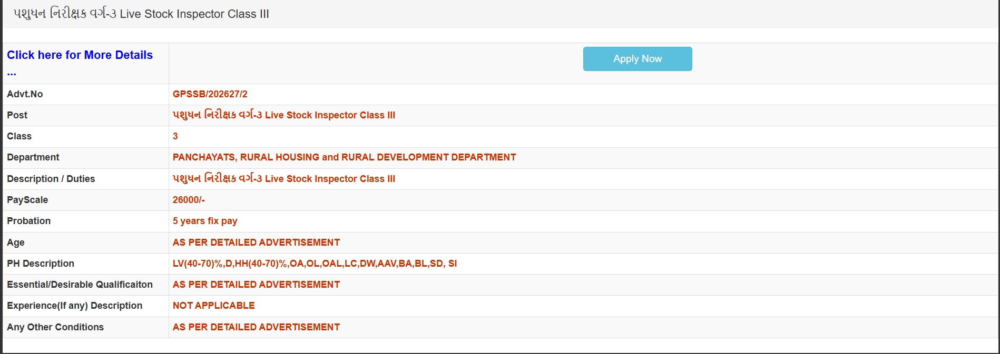 પશુધન નિરીક્ષક વર્ગ-૩ Live Stock Inspector Class III
Click here for More Details
...
Apply Now
Advt.No GPSSB/202627/2
Post પશુધન નિરીક્ષક વર્ગ-૩ Live Stock Inspector Class III
Class 3
Department PANCHAYATS, RURAL HOUSING and RURAL DEVELOPMENT DEPARTMENT
Description / Duties પશુધન નિરીક્ષક વર્ગ-૩ Live Stock Inspector Class III
PayScale 26000/-
Probation 5 years fix pay
Age AS PER DETAILED ADVERTISEMENT
PH Description LV(40-70)%,D,HH(40-70)%,OA,OL,OAL,LC,DW,AAV,BA,BL,SD, SI
Essential/Desirable Qualificaiton AS PER DETAILED ADVERTISEMENT
Experience(If any) Description NOT APPLICABLE
Any Other Conditions AS PER DETAILED ADVERTISEMENT